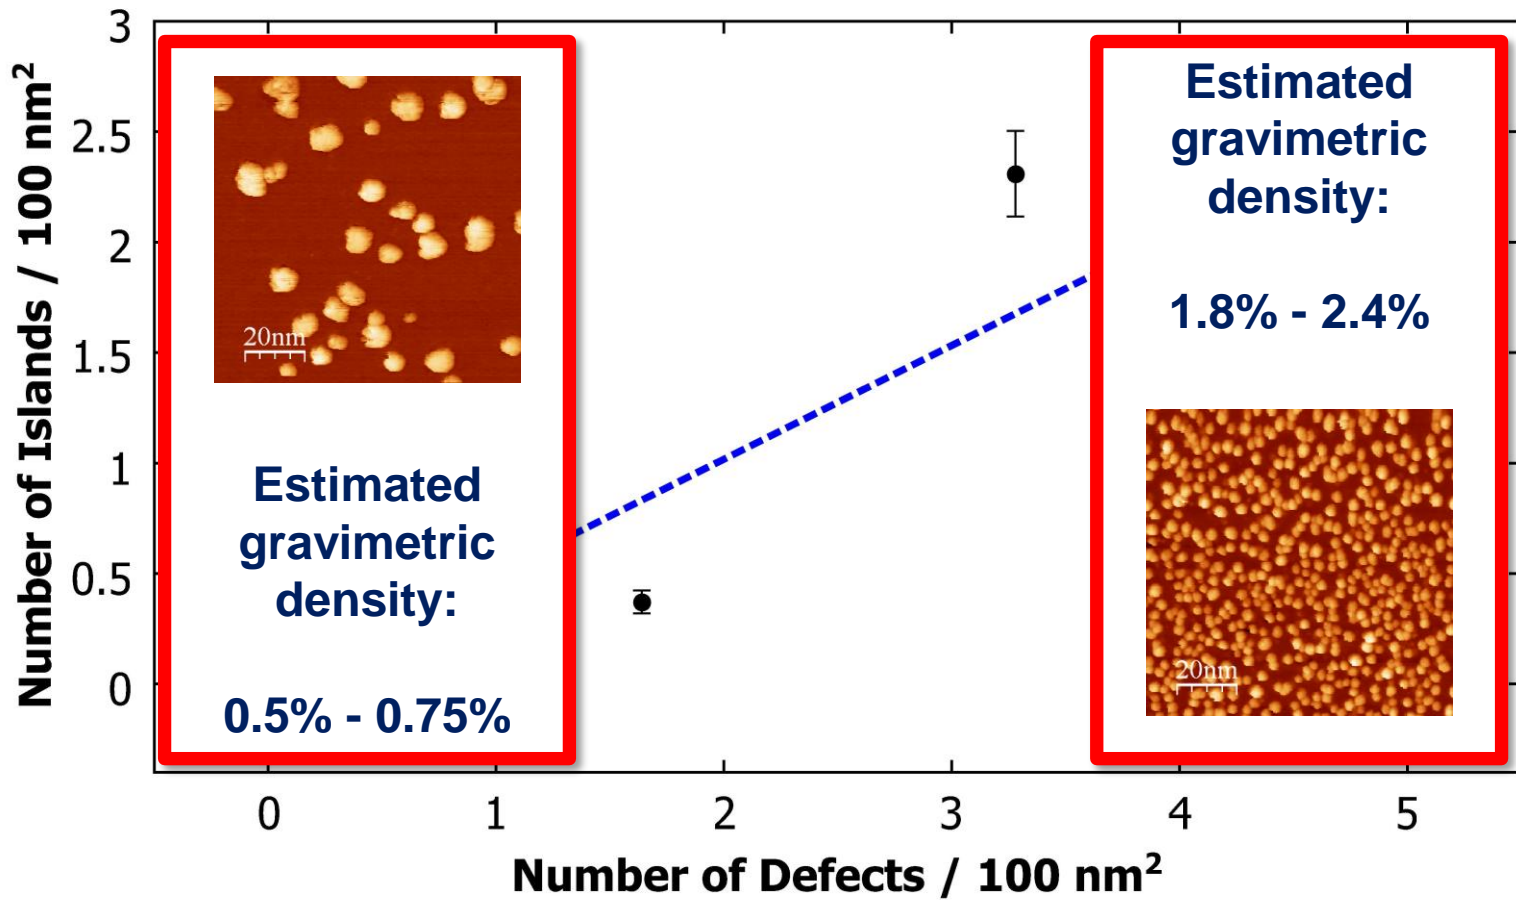 3
2.5
2
1.5
1
0.5
0
Number of Islands / 100 nm²
20nm
Estimated
gravimetric
density:
0.5% - 0.75%
Estimated
gravimetric
density:
1.8% - 2.4%
20nm
0 1 2 3 4 5
Number of Defects / 100 nm²